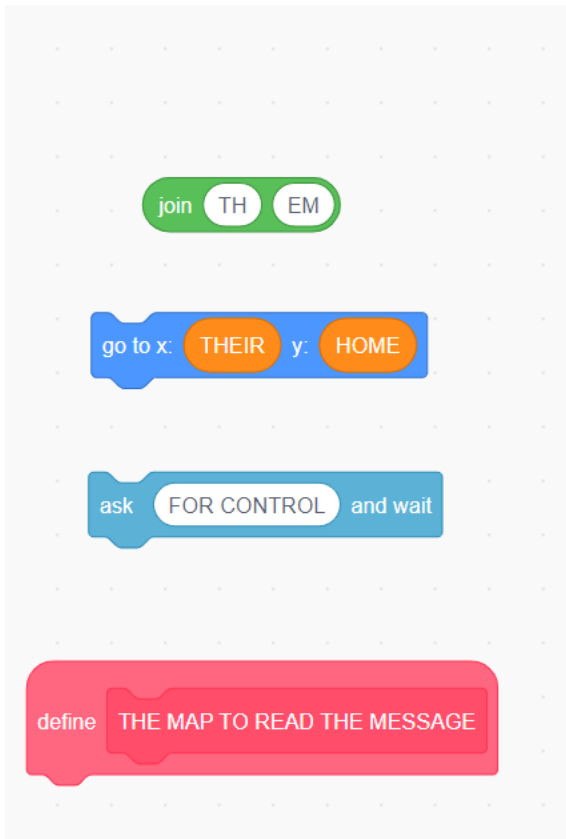 join TH EM
go to x: THEIR y: HOME
ask FOR CONTROL and wait
define THE MAP TO READ THE MESSAGE